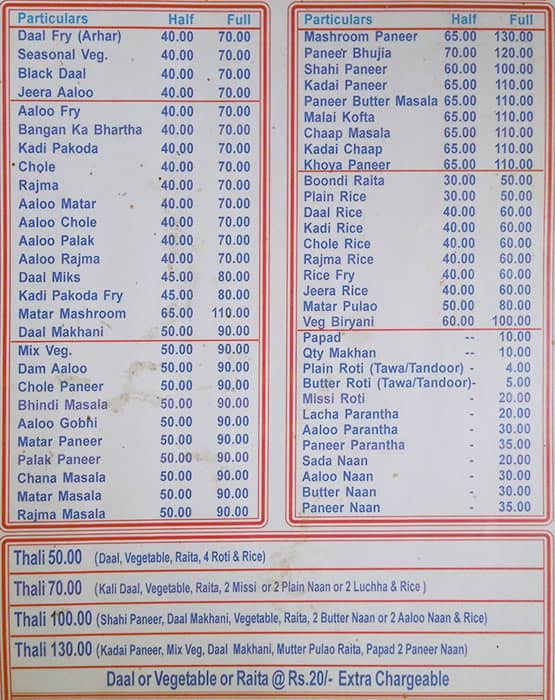 Particulars Half Full
Daal Fry (Arhar) 40.00 70.00
Seasonal Veg. 40.00 70.00
Black Daal 40.00 70.00
Jeera Aaloo 40.00 70.00
Aaloo Fry 40.00 70.00
Bangan Ka Bhartha 40.00 70.00
Kadi Pakoda 40.00 70.00
Chole 40.00 70.00
Rajma 40.00 70.00
Aaloo Matar 40.00 70.00
Aaloo Chole 40.00 70.00
Aaloo Palak 40.00 70.00
Aaloo Rajma 40.00 70.00
Daal Miks 45.00 80.00
Kadi Pakoda Fry 45.00 80.00
Matar Mashroom 65.00 110.00
Daal Makhani 50.00 90.00
Mix Veg. 50.00 90.00
Dam Aaloo 50.00 90.00
Chole Paneer 50.00 90.00
Bhindi Masala 50.00 90.00
Aaloo Gobhi 50.00 90.00
Matar Paneer 50.00 90.00
Palak Paneer 50.00 90.00
Chana Masala 50.00 90.00
Matar Masala 50.00 90.00
Rajma Masala 50.00 90.00
Particulars Half Full
Mashroom Paneer 65.00 130.00
Paneer Bhujia 70.00 120.00
Shahi Paneer 60.00 100.00
Kadai Paneer 65.00 110.00
Paneer Butter Masala 65.00 110.00
Malai Kofta 65.00 110.00
Chaap Masala 65.00 110.00
Kadai Chaap 65.00 110.00
Khoya Paneer 65.00 110.00
Boondi Raita 30.00 50.00
Plain Rice 30.00 50.00
Daal Rice 40.00 60.00
Kadi Rice 40.00 60.00
Chole Rice 40.00 60.00
Rajma Rice 40.00 60.00
Rice Fry 40.00 60.00
Jeera Rice 40.00 60.00
Matar Pulao 50.00 80.00
Veg Biryani 60.00 100.00
Papad -- 10.00
Qty Makhan -- 10.00
Plain Roti (Tawa/Tandoor) - 4.00
Butter Roti (Tawa/Tandoor)- 5.00
Missi Roti - 20.00
Lacha Parantha - 20.00
Aaloo Parantha - 30.00
Paneer Parantha - 35.00
Sada Naan - 20.00
Aaloo Naan - 30.00
Butter Naan - 30.00
Paneer Naan - 35.00
Thali 50.00 (Daal, Vegetable, Raita, 4 Roti & Rice)
Thali 70.00 (Kali Daal, Vegetable, Raita, 2 Missi or 2 Plain Naan or 2 Luchha & Rice )
Thali 100.00 (Shahi Paneer, Daal Makhani, Vegetable, Raita, 2 Butter Naan or 2 Aaloo Naan & Rice)
Thali 130.00 (Kadai Paneer, Mix Veg, Daal Makhani, Mutter Pulao Raita, Papad 2 Paneer Naan)
Daal or Vegetable or Raita @ Rs.20/- Extra Chargeable